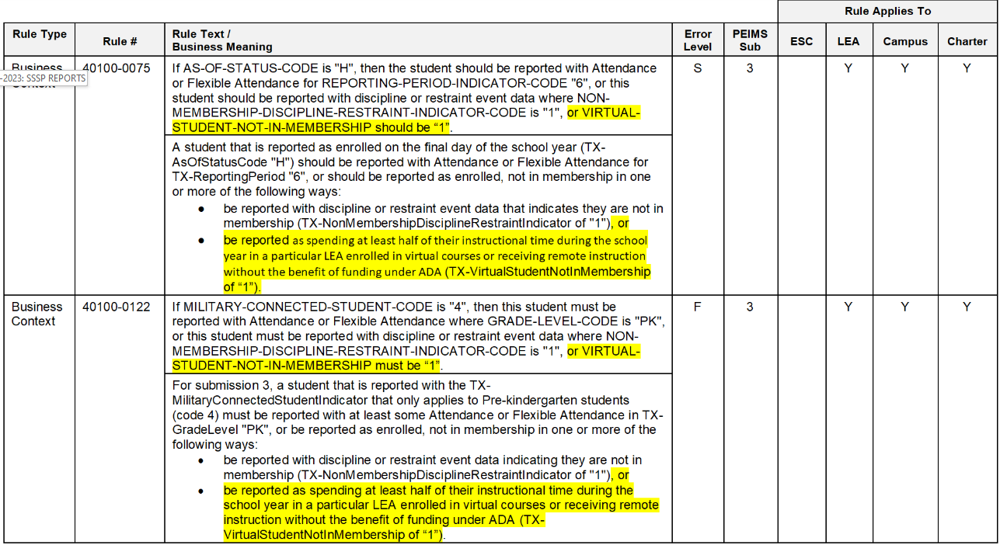 Rule Applies To
Rule Type
Rule #
Rule Text /
Business Meaning
Error
Level
PEIMS
Sub
ESC
LEA
Campus
Charter
Business
-2023: SSSP REPORTS
40100-0075
If AS-OF-STATUS-CODE is "H", then the student should be reported with Attendance
or Flexible Attendance for REPORTING-PERIOD-INDICATOR-CODE "6", or this
student should be reported with discipline or restraint event data where NON-
MEMBERSHIP-DISCIPLINE-RESTRAINT-INDICATOR-CODE is "1", or VIRTUAL-
STUDENT-NOT-IN-MEMBERSHIP should be “1”.
S
3
Y
Y
Y
A student that is reported as enrolled on the final day of the school year (TX-
AsOfStatusCode "H") should be reported with Attendance or Flexible Attendance for
TX-ReportingPeriod "6", or should be reported as enrolled, not in membership in one
or more of the following ways:
● be reported with discipline or restraint event data that indicates they are not in
membership (TX-NonMembershipDisciplineRestraintIndicator of "1"), or
● be reported as spending at least half of their instructional time during the school
year in a particular LEA enrolled in virtual courses or receiving remote instruction
without the benefit of funding under ADA (TX-VirtualStudentNotInMembership
of “1”).
Business
Context
40100-0122
If MILITARY-CONNECTED-STUDENT-CODE is "4", then this student must be
reported with Attendance or Flexible Attendance where GRADE-LEVEL-CODE is "PK",
or this student must be reported with discipline or restraint event data where NON-
MEMBERSHIP-DISCIPLINE-RESTRAINT-INDICATOR-CODE is "1", or VIRTUAL-
STUDENT-NOT-IN-MEMBERSHIP must be “1”.
F
3
Y
Y
Y
For submission 3, a student that is reported with the TX-
MilitaryConnectedStudentIndicator that only applies to Pre-kindergarten students
(code 4) must be reported with at least some Attendance or Flexible Attendance in TX-
GradeLevel "PK", or be reported as enrolled, not in membership in one or more of the
following ways:
● be reported with discipline or restraint event data indicating they are not in
membership (TX-NonMembershipDisciplineRestraintIndicator of "1"), or
● be reported as spending at least half of their instructional time during the
school year in a particular LEA enrolled in virtual courses or receiving remote
instruction without the benefit of funding under ADA (TX-
VirtualStudentNotInMembership of “1”).